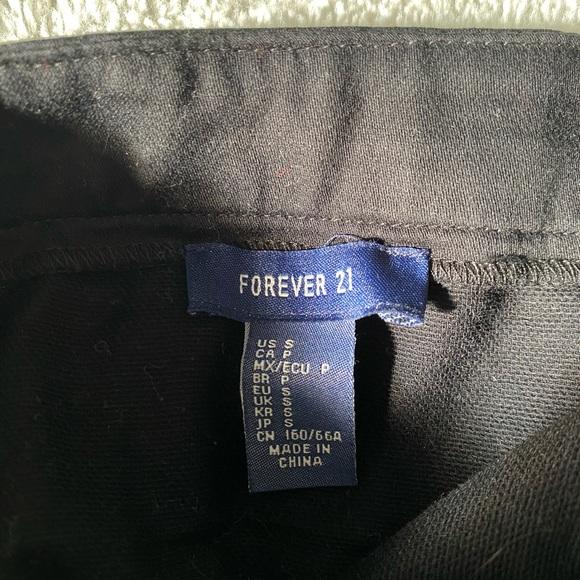 FOREVER 21
US S
CA P
MX/ECU P
BR P
EU S
UK S
KR S
JP S
CN 160/66A
MADE IN
CHINA